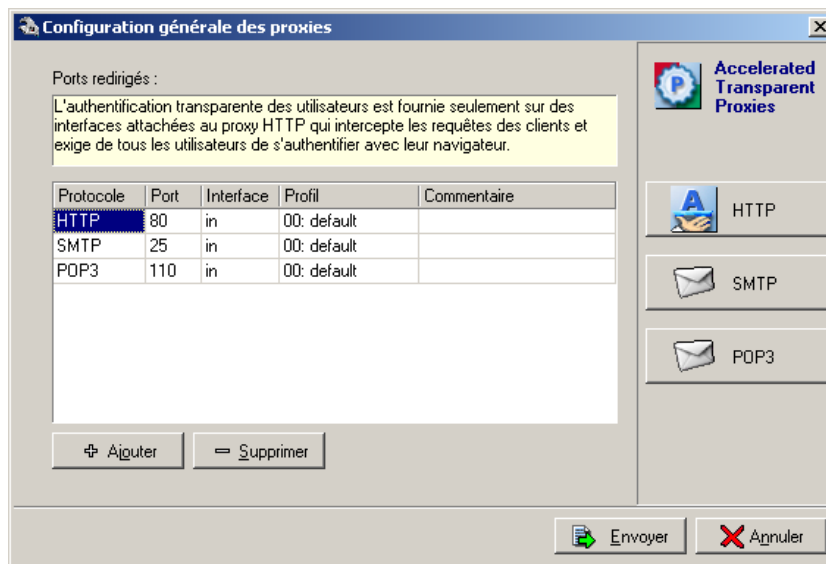 Configuration générale des proxies
Ports redirigés :
L'authentification transparente des utilisateurs est fournie seulement sur des
interfaces attachées au proxy HTTP qui intercepte les requêtes des clients et
exige de tous les utilisateurs de s'authentifier avec leur navigateur.
Accelerated
Transparent
Proxies
Protocole Port Interface Profil Commentaire
HTTP 80 in 00: default
SMTP 25 in 00: default
POP3 110 in 00: default
HTTP
SMTP
POP3
Ajouter Supprimer
Envoyer Annuler